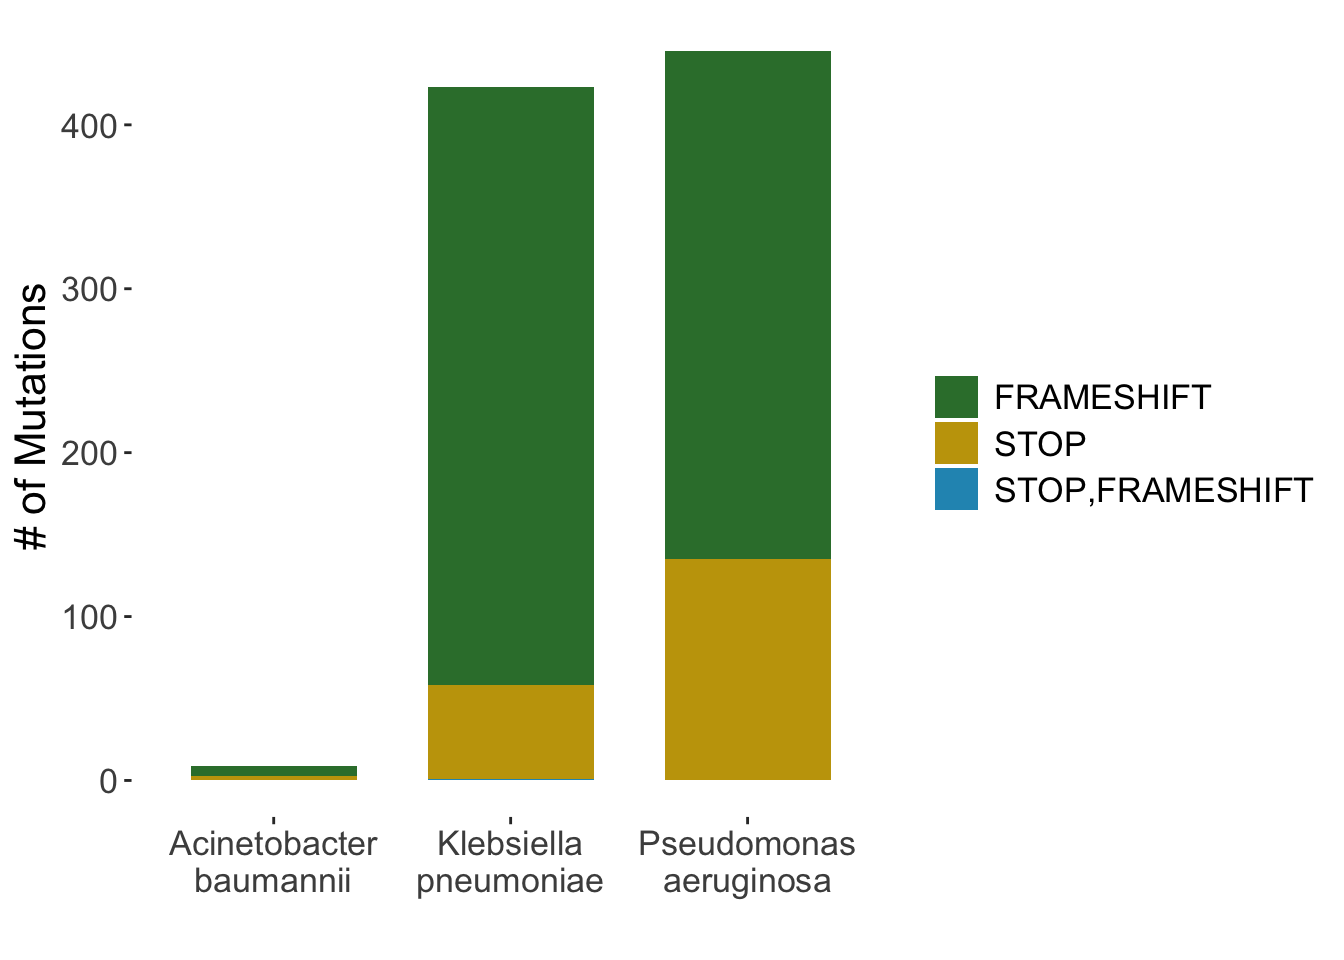 # of Mutations
400
300
200
100
0
Acinetobacter
baumannii
Klebsiella
pneumoniae
Pseudomonas
aeruginosa
FRAMESHIFT
STOP
STOP,FRAMESHIFT